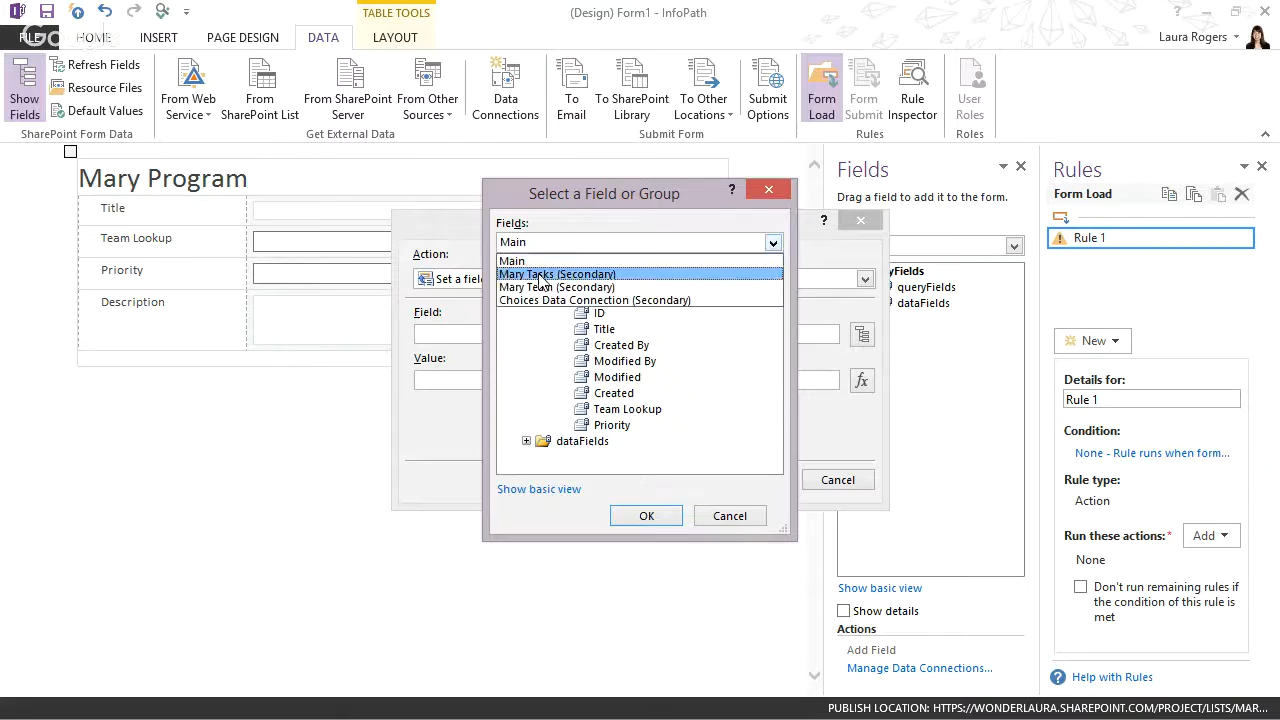 TABLE TOOLS
(Design) Form1 - InfoPath
?
FILE
HOME
INSERT
PAGE DESIGN
DATA
LAYOUT
Laura Rogers
Show Fields
Refresh Fields
Resource Files
Default Values
SharePoint Form Data
From Web Service
From SharePoint List
From SharePoint Server
From Other Sources
Data Connections
Get External Data
To Email
To SharePoint Library
To Other Locations
Submit Options
Submit Form
Form Load
Form Submit
Rule Inspector
Rules
User Roles
Roles
Mary Program
Title
Team Lookup
Priority
Description
Action:
Set a fiel
Field:
Value:
fx
Cancel
?
Select a Field or Group
?
Fields:
Main
Main
Mary Tasks (Secondary)
Mary Team (Secondary)
Choices Data Connection (Secondary)
ID
Title
Created By
Modified By
Modified
Created
Team Lookup
Priority
dataFields
Show basic view
OK
Cancel
Fields
Drag a field to add it to the form.
yFields
queryFields
dataFields
Show basic view
Show details
Actions
Add Field
Manage Data Connections...
Rules
Form Load
Rule 1
New
Details for:
Rule 1
Condition:
None - Rule runs when form...
Rule type:
Action
Run these actions:*
Add
None
Don't run remaining rules if
the condition of this rule is
met
Help with Rules
PUBLISH LOCATION: HTTPS://WONDERLAURA.SHAREPOINT.COM/PROJECT/LISTS/MAR...